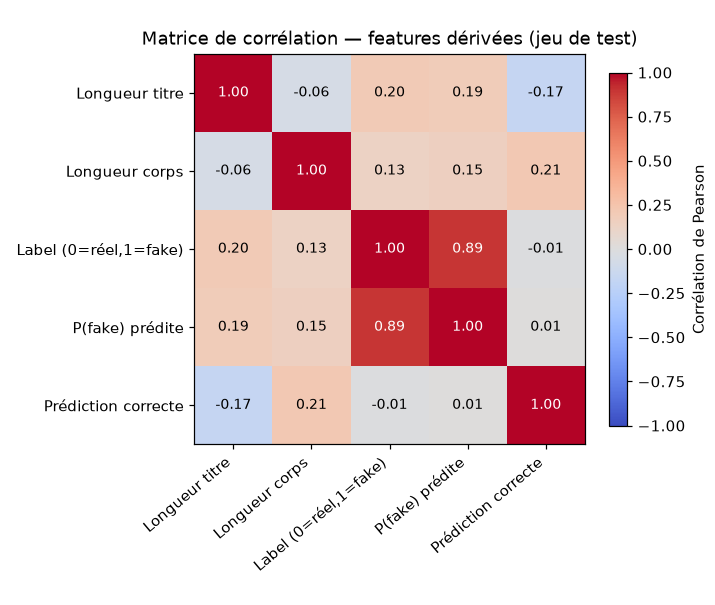 Matrice de corrélation — features dérivées (jeu de test)
Longueur titre 1.00 -0.06 0.20 0.19 -0.17
Longueur corps -0.06 1.00 0.13 0.15 0.21
Label (0=réel,1=fake) 0.20 0.13 1.00 0.89 -0.01
P(fake) prédite 0.19 0.15 0.89 1.00 0.01
Prédiction correcte -0.17 0.21 -0.01 0.01 1.00
Longueur titre
Longueur corps
Label (0=réel,1=fake)
P(fake) prédite
Prédiction correcte
1.00
0.75
0.50
0.25
0.00
−0.25
−0.50
−0.75
−1.00
Corrélation de Pearson